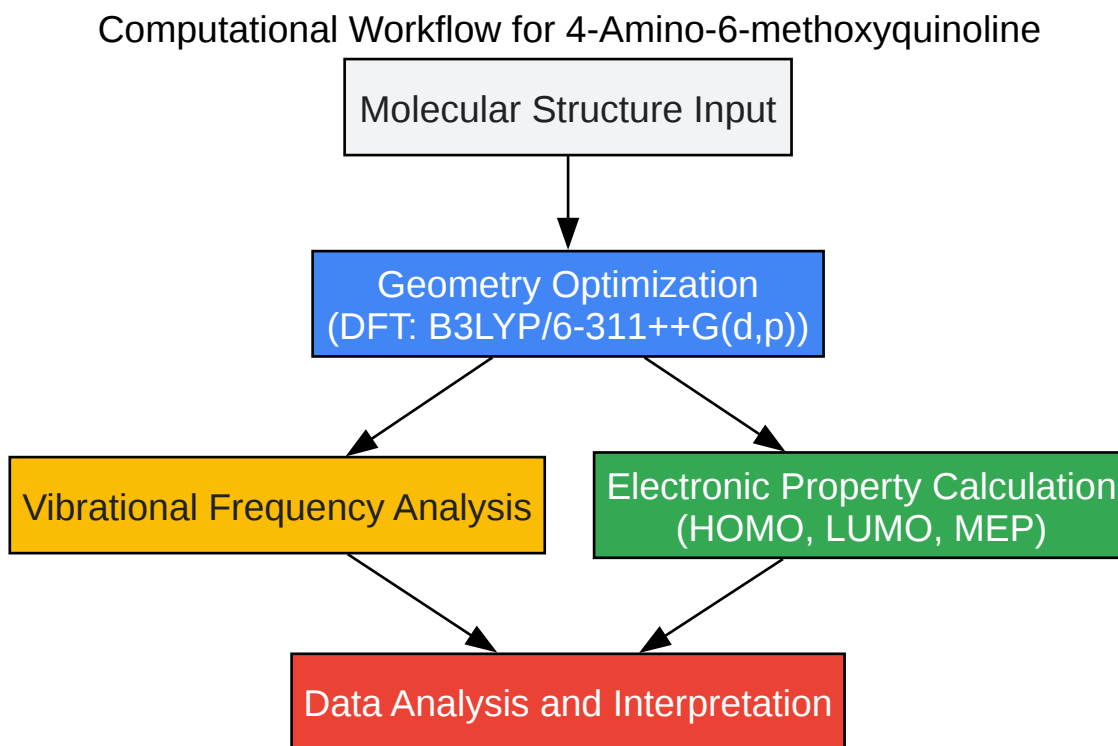 Computational Workflow for 4-Amino-6-methoxyquinoline
Molecular Structure Input
Geometry Optimization
(DFT: B3LYP/6-311++G(d,p))
Vibrational Frequency Analysis
Electronic Property Calculation
(HOMO, LUMO, MEP)
Data Analysis and Interpretation